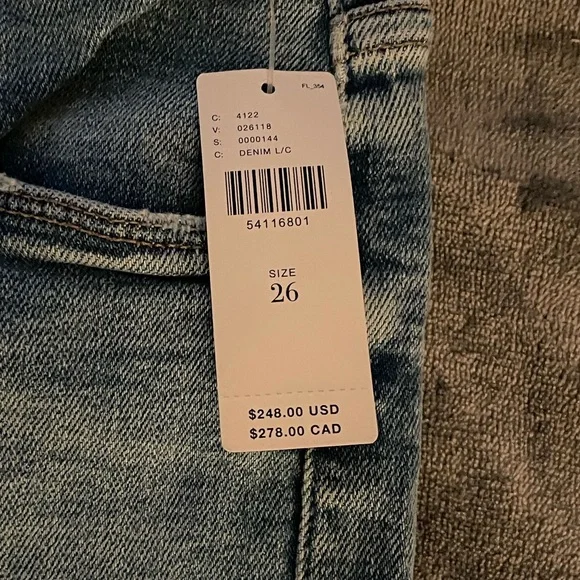 FL_354
C: 4122
V: 026118
S: 0000144
C: DENIM L/C
54116801
SIZE
26
$248.00 USD
$278.00 CAD